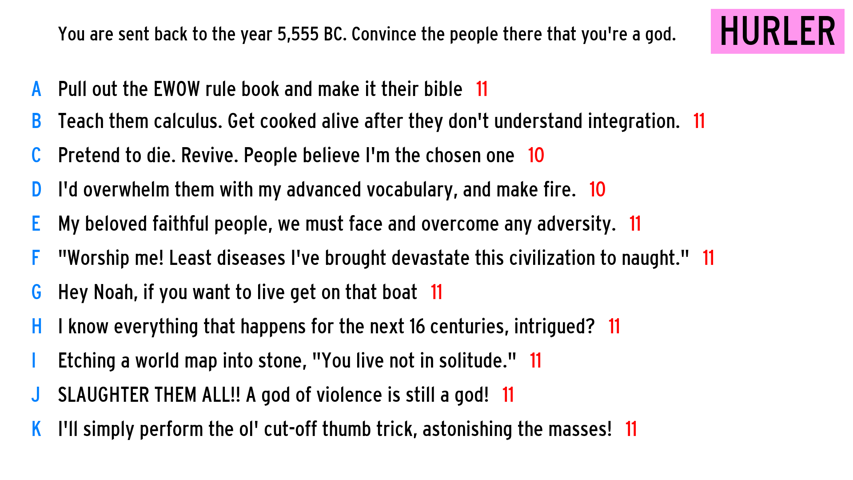 You are sent back to the year 5,555 BC. Convince the people there that you're a god.
HURLER
A Pull out the EWOW rule book and make it their bible 11
B Teach them calculus. Get cooked alive after they don't understand integration. 11
C Pretend to die. Revive. People believe I'm the chosen one 10
D I'd overwhelm them with my advanced vocabulary, and make fire. 10
E My beloved faithful people, we must face and overcome any adversity. 11
F "Worship me! Least diseases I've brought devastate this civilization to naught." 11
G Hey Noah, if you want to live get on that boat 11
H I know everything that happens for the next 16 centuries, intrigued? 11
I Etching a world map into stone, "You live not in solitude." 11
J SLAUGHTER THEM ALL!! A god of violence is still a god! 11
K I'll simply perform the ol' cut-off thumb trick, astonishing the masses! 11